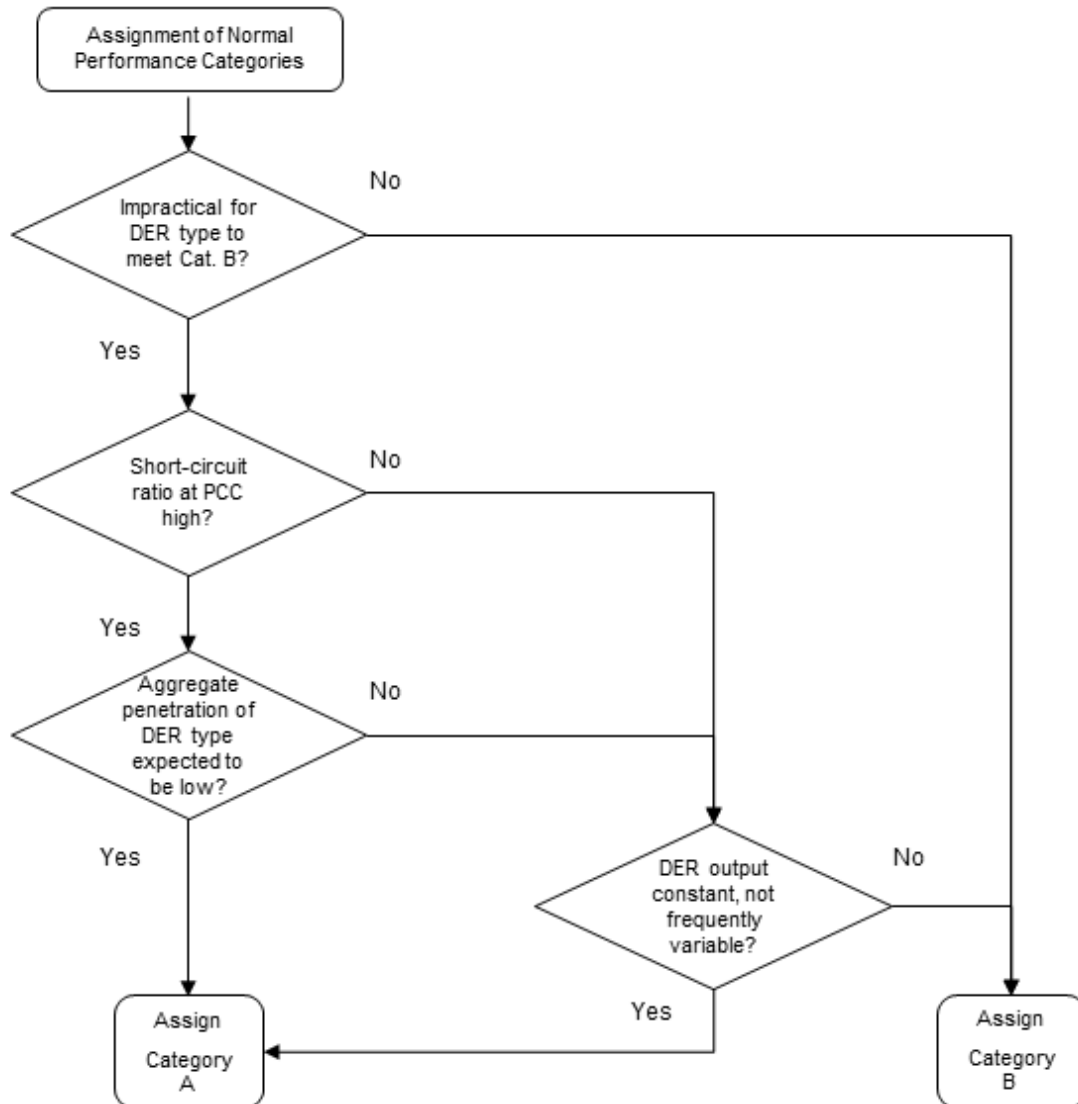 Assignment of Normal
Performance Categories
No
Impractical for
DER type to
meet Cat. B?
Yes
No
Short-circuit
ratio at PCC
high?
Yes
Aggregate
penetration of
DER type
expected to
be low?
No
Yes
DER output
constant, not
frequently
variable?
No
Yes
Assign
Category
A
Assign
Category
B